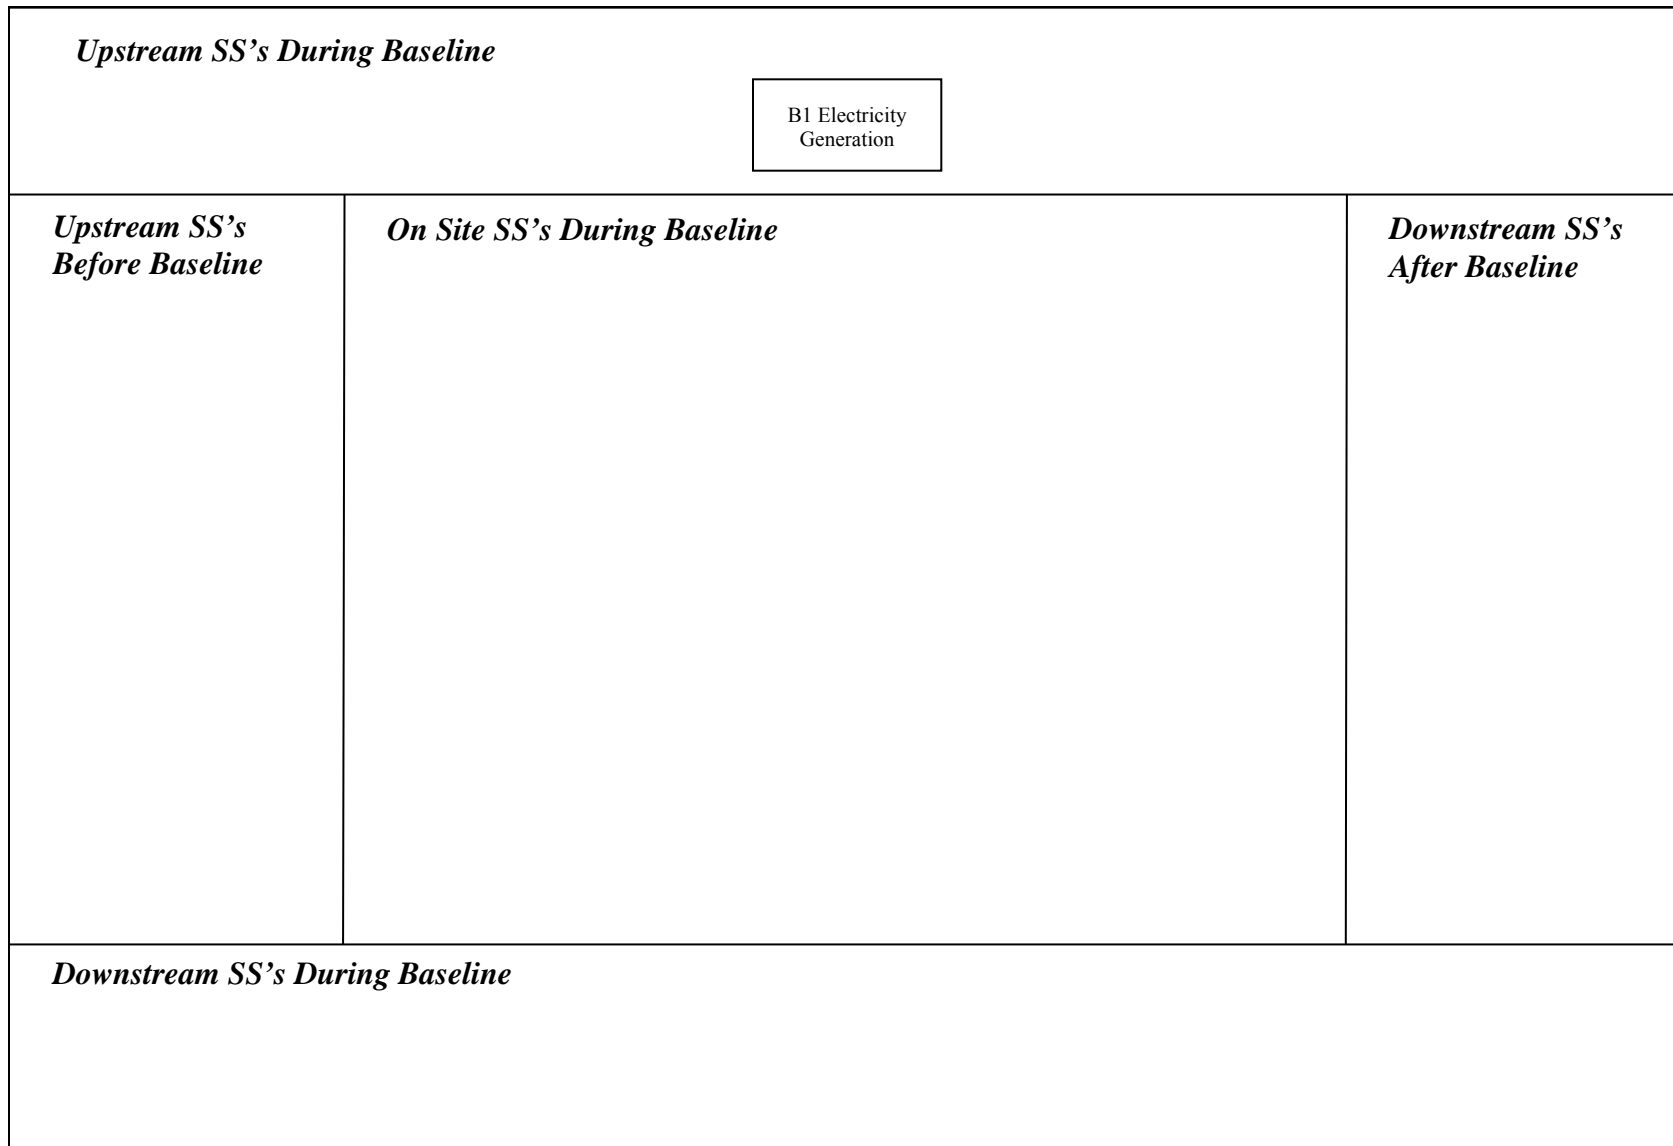 Upstream SS’s During Baseline
B1 Electricity
Generation
Upstream SS’s
Before Baseline
On Site SS’s During Baseline
Downstream SS’s
After Baseline
Downstream SS’s During Baseline